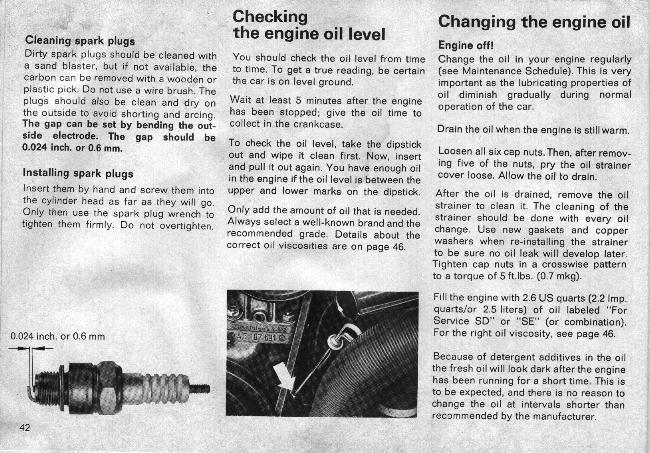 Cleaning spark plugs
Dirty spark plugs should be cleaned with
a sand blaster, but if not available, the
carbon can be removed with a wooden or
plastic pick. Do not use a wire brush. The
plugs should also be clean and dry on
the outside to avoid shorting and arcing.
The gap can be set by bending the out-
side electrode. The gap should be
0.024 inch. or 0.6 mm.
Installing spark plugs
Insert them by hand and screw them into
the cylinder head as far as they will go.
Only then use the spark plug wrench to
tighten them firmly. Do not overtighten.
0.024 inch. or 0.6 mm
42
Checking
the engine oil level
You should check the oil level from time
to time. To get a true reading, be certain
the car is on level ground.
Wait at least 5 minutes after the engine
has been stopped; give the oil time to
collect in the crankcase.
To check the oil level, take the dipstick
out and wipe it clean first. Now, insert
and pull it out again. You have enough oil
in the engine if the oil level is between the
upper and lower marks on the dipstick.
Only add the amount of oil that is needed.
Always select a well-known brand and the
recommended grade. Details about the
correct oil viscosities are on page 46.
Changing the engine oil
Engine off!
Change the oil in your engine regularly
(see Maintenance Schedule). This is very
important as the lubricating properties of
oil diminish gradually during normal
operation of the car.
Drain the oil when the engine is still warm.
Loosen all six cap nuts. Then, after remov-
ing five of the nuts, pry the oil strainer
cover loose. Allow the oil to drain.
After the oil is drained, remove the oil
strainer to clean it. The cleaning of the
strainer should be done with every oil
change. Use new gaskets and copper
washers when re-installing the strainer
to be sure no oil leak will develop later.
Tighten cap nuts in a crosswise pattern
to a torque of 5 ft.lbs. (0.7 mkg).
Fill the engine with 2.6 US quarts (2.2 Imp.
quarts/or 2.5 liters) of oil labeled "For
Service SD" or "SE" (or combination).
For the right oil viscosity, see page 46.
Because of detergent additives in the oil
the fresh oil will look dark after the engine
has been running for a short time. This is
to be expected, and there is no reason to
change the oil at intervals shorter than
recommended by the manufacturer.